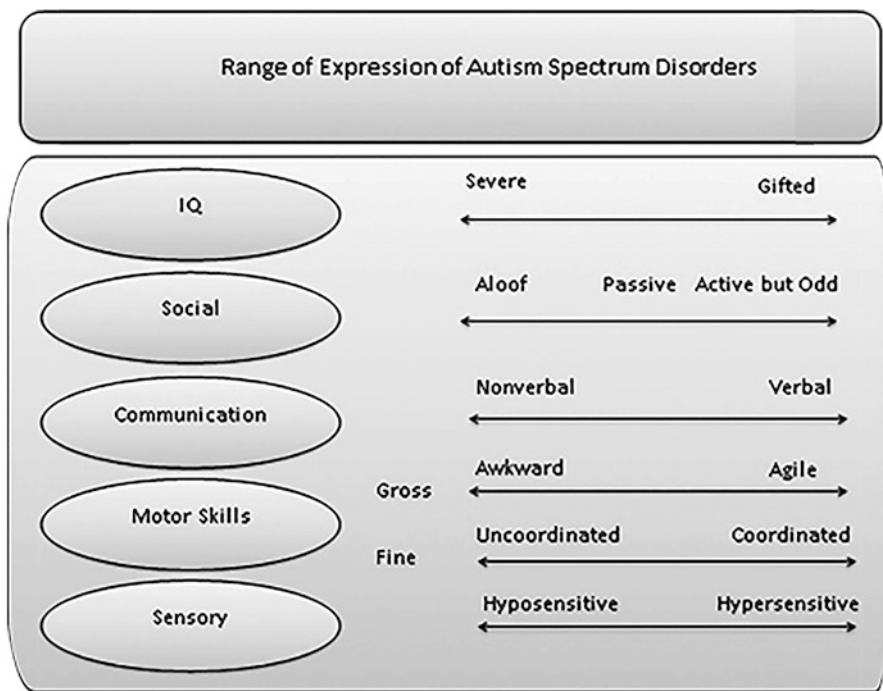 Range of Expression of Autism Spectrum Disorders
IQ
Severe Gifted
Social
Aloof Passive Active but Odd
Communication
Nonverbal Verbal
Motor Skills
Gross Awkward Agile
Fine Uncoordinated Coordinated
Sensory
Hyposensitive Hypersensitive